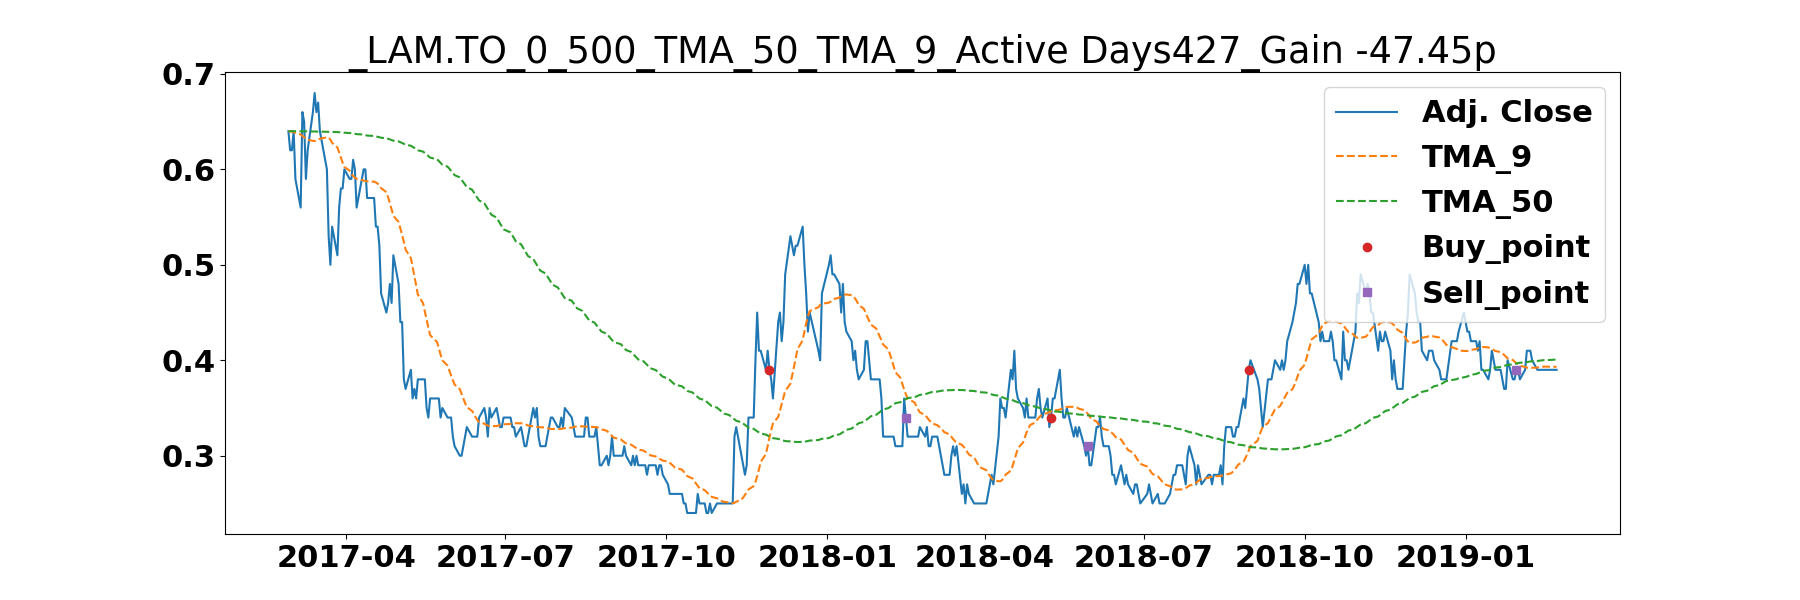 _LAM.TO_0_500_TMA_50_TMA_9_Active Days427_Gain -47.45p
0.7
0.6
0.5
0.4
0.3
Adj. Close
TMA_9
TMA_50
Buy_point
Sell_point
2017-04 2017-07 2017-10 2018-01 2018-04 2018-07 2018-10 2019-01